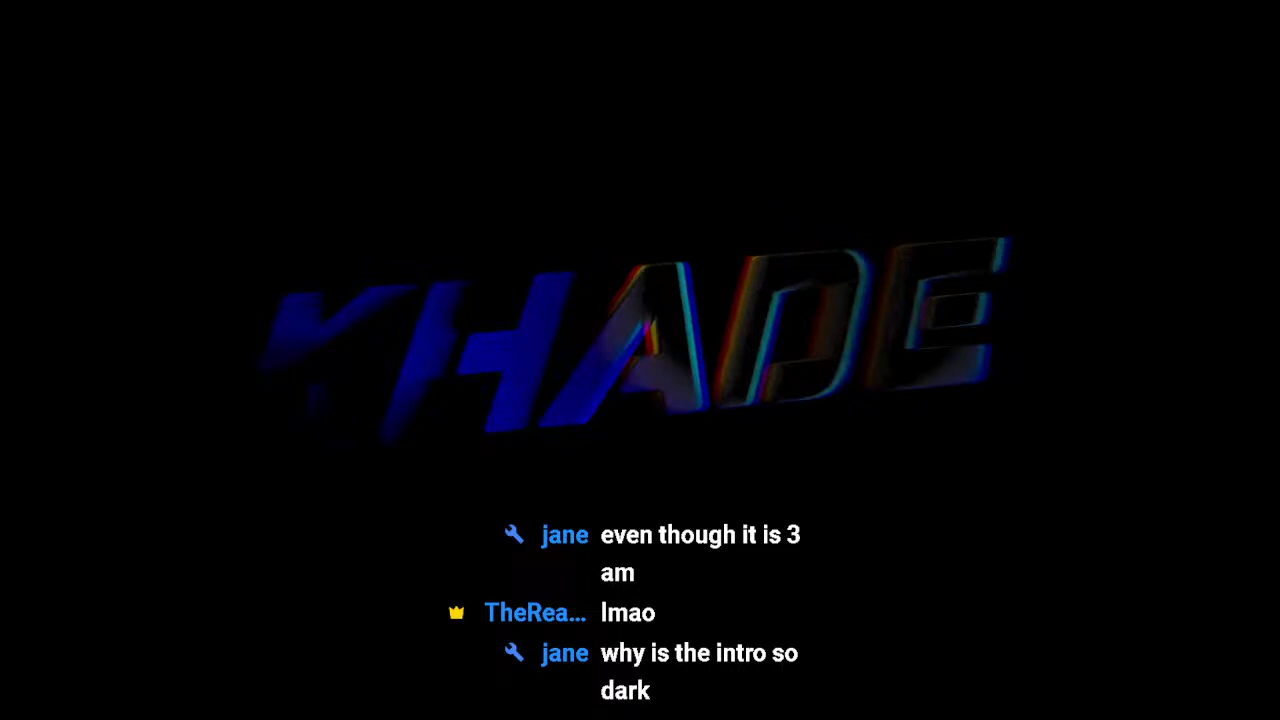 KHADE
jane even though it is 3
am
TheRea... lmao
jane why is the intro so
dark